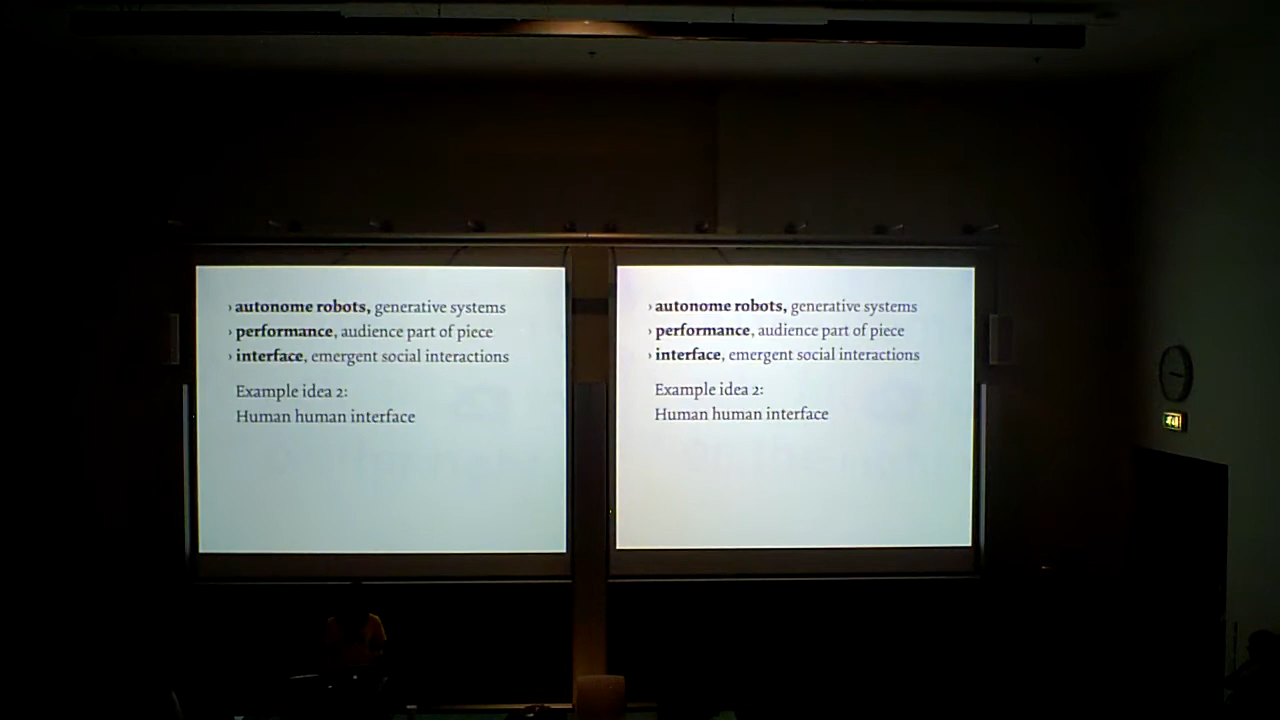 › autonome robots, generative systems
› performance, audience part of piece
› interface, emergent social interactions
Example idea 2:
Human human interface
› autonome robots, generative systems
› performance, audience part of piece
› interface, emergent social interactions
Example idea 2:
Human human interface